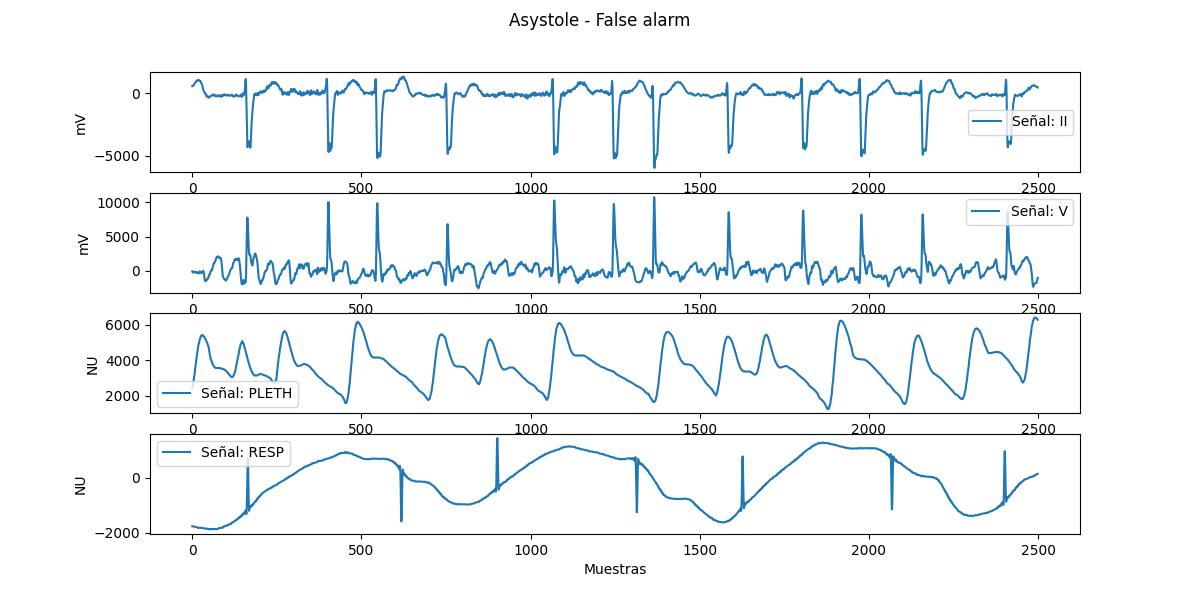 Asystole - False alarm
0
−5000
mV
Señal: II
0 500 1000 1500 2000 2500
10000
5000
0
mV
Señal: V
0 500 1000 1500 2000 2500
6000
4000
2000
NU
Señal: PLETH
0 500 1000 1500 2000 2500
0
−2000
NU
Señal: RESP
0 500 1000 1500 2000 2500
Muestras